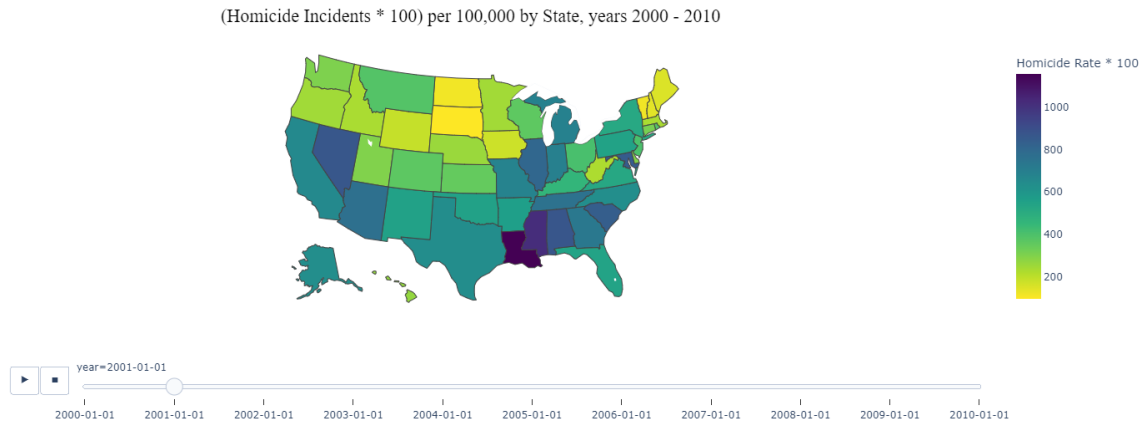 (Homicide Incidents * 100) per 100,000 by State, years 2000 - 2010
Homicide Rate * 100
1000
800
600
400
200
year=2001-01-01
2000-01-01 2001-01-01 2002-01-01 2003-01-01 2004-01-01 2005-01-01 2006-01-01 2007-01-01 2008-01-01 2009-01-01 2010-01-01